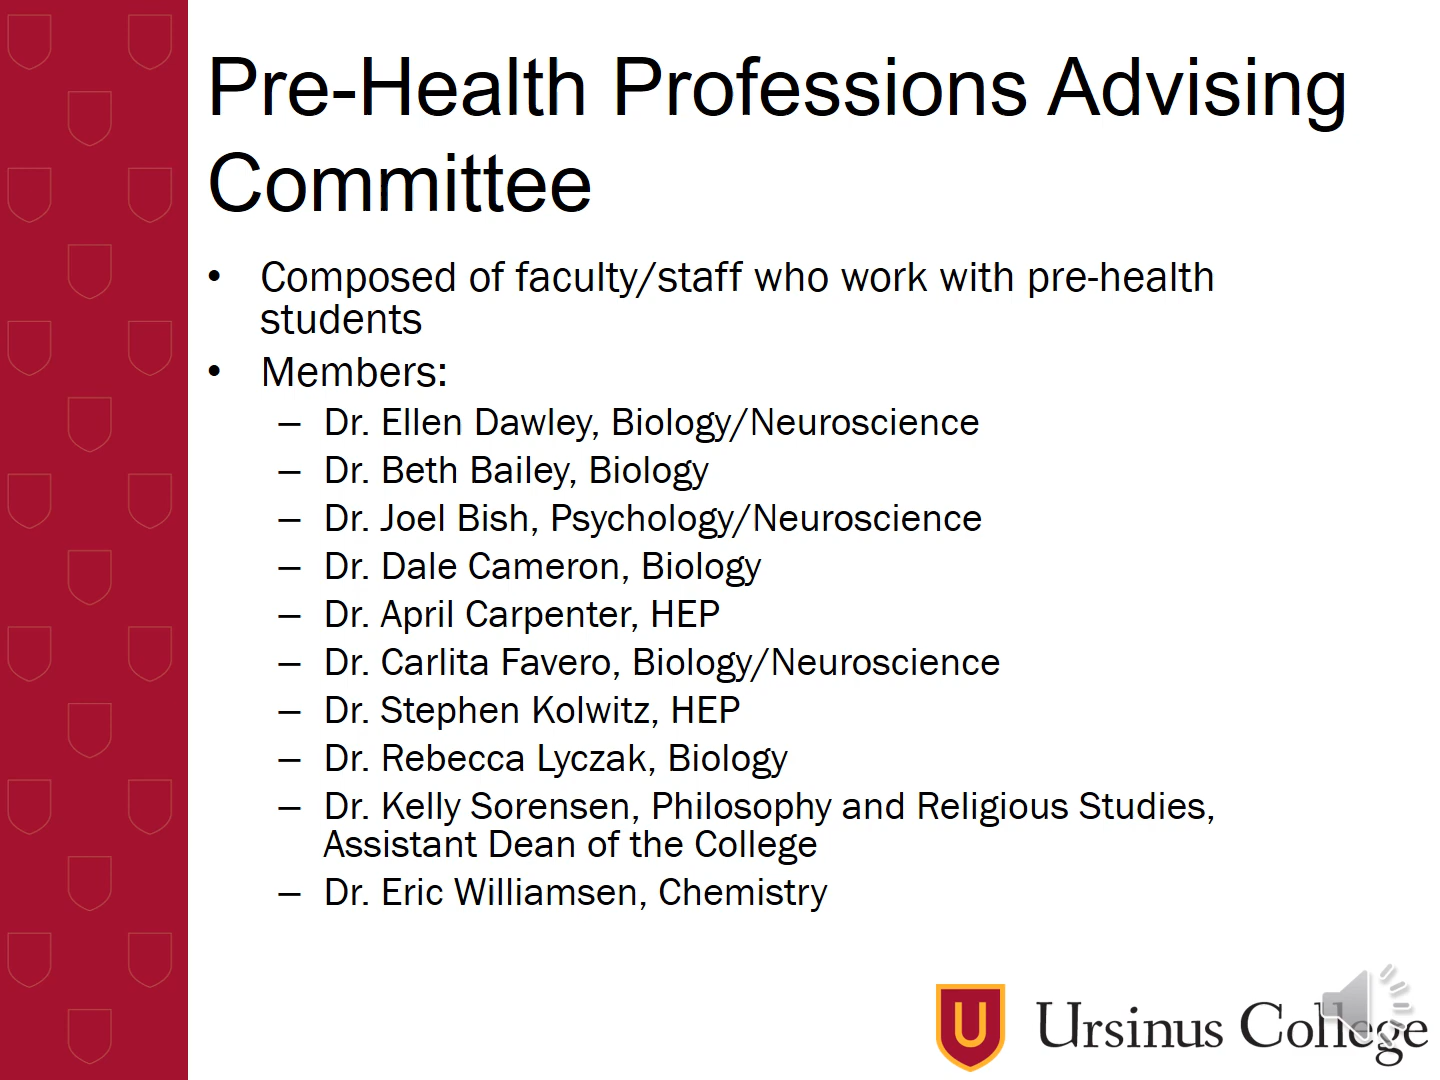 Pre-Health Professions Advising
Committee
• Composed of faculty/staff who work with pre-health
students
• Members:
– Dr. Ellen Dawley, Biology/Neuroscience
– Dr. Beth Bailey, Biology
– Dr. Joel Bish, Psychology/Neuroscience
– Dr. Dale Cameron, Biology
– Dr. April Carpenter, HEP
– Dr. Carlita Favero, Biology/Neuroscience
– Dr. Stephen Kolwitz, HEP
– Dr. Rebecca Lyczak, Biology
– Dr. Kelly Sorensen, Philosophy and Religious Studies,
Assistant Dean of the College
– Dr. Eric Williamsen, Chemistry
U Ursinus College